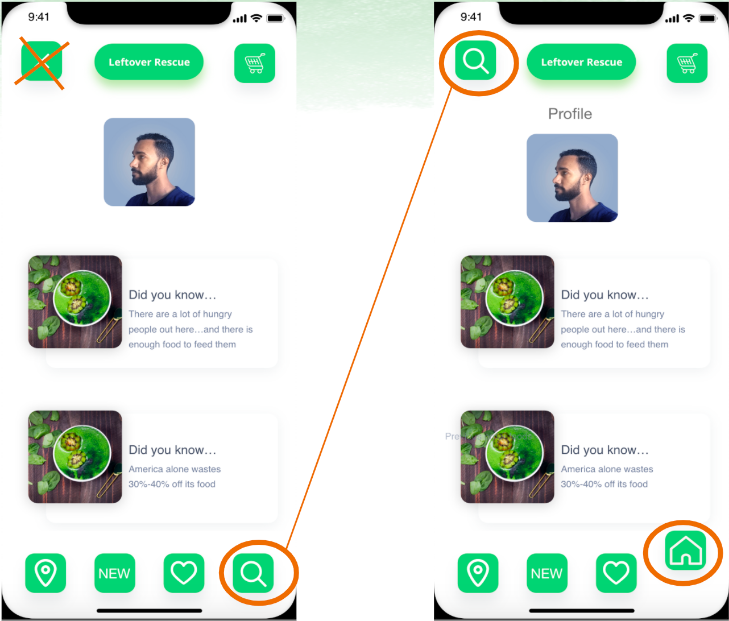 9:41
Leftover Rescue
Did you know...
There are a lot of hungry
people out here...and there is
enough food to feed them
Did you know...
America alone wastes
30%-40% off its food
NEW
9:41
Leftover Rescue
Profile
Did you know...
There are a lot of hungry
people out here...and there is
enough food to feed them
Did you know...
America alone wastes
30%-40% off its food
NEW